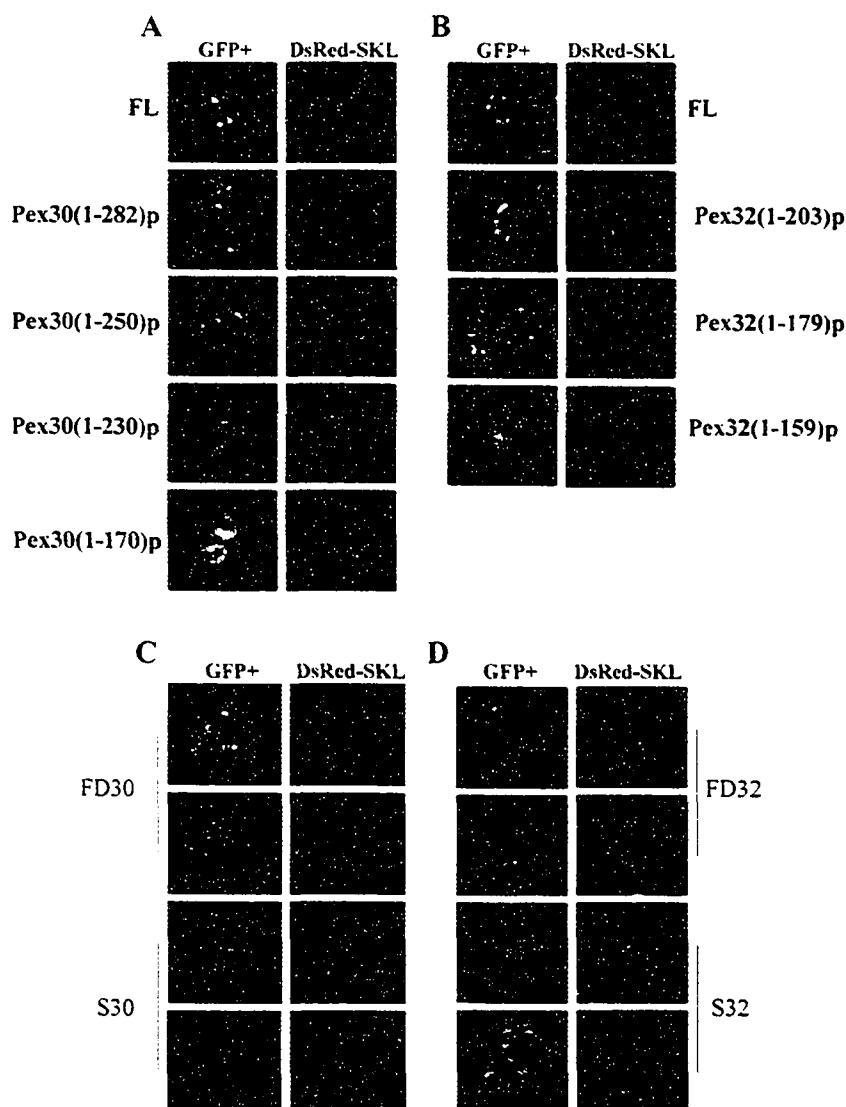 A
B
GFP+ DsRed-SKL
GFP+ DsRed-SKL
FL
FL
Pex30(1-282)p
Pex32(1-203)p
Pex30(1-250)p
Pex32(1-179)p
Pex30(1-230)p
Pex32(1-159)p
Pex30(1-170)p
C
D
GFP+ DsRed-SKL
GFP+ DsRed-SKL
FD30
FD32
S30
S32